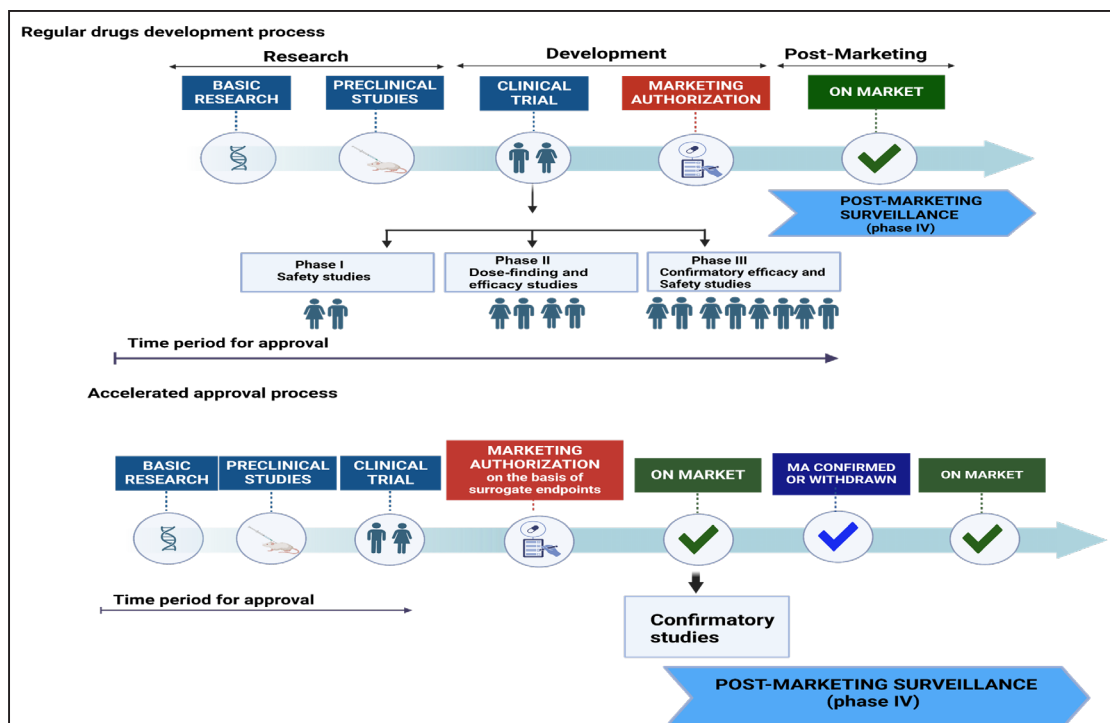 Regular drugs development process
Research
Development
Post-Marketing
BASIC
RESEARCH
PRECLINICAL
STUDIES
CLINICAL
TRIAL
MARKETING
AUTHORIZATION
ON MARKET
POST-MARKETING
SURVEILLANCE
(phase IV)
Phase I
Safety studies
Phase II
Dose-finding and
efficacy studies
Phase III
Confirmatory efficacy and
Safety studies
Time period for approval
Accelerated approval process
BASIC
RESEARCH
PRECLINICAL
STUDIES
CLINICAL
TRIAL
MARKETING
AUTHORIZATION
on the basis of
surrogate endpoints
ON MARKET
MA CONFIRMED
OR WITHDRAWN
ON MARKET
Time period for approval
Confirmatory
studies
POST-MARKETING SURVEILLANCE
(phase IV)